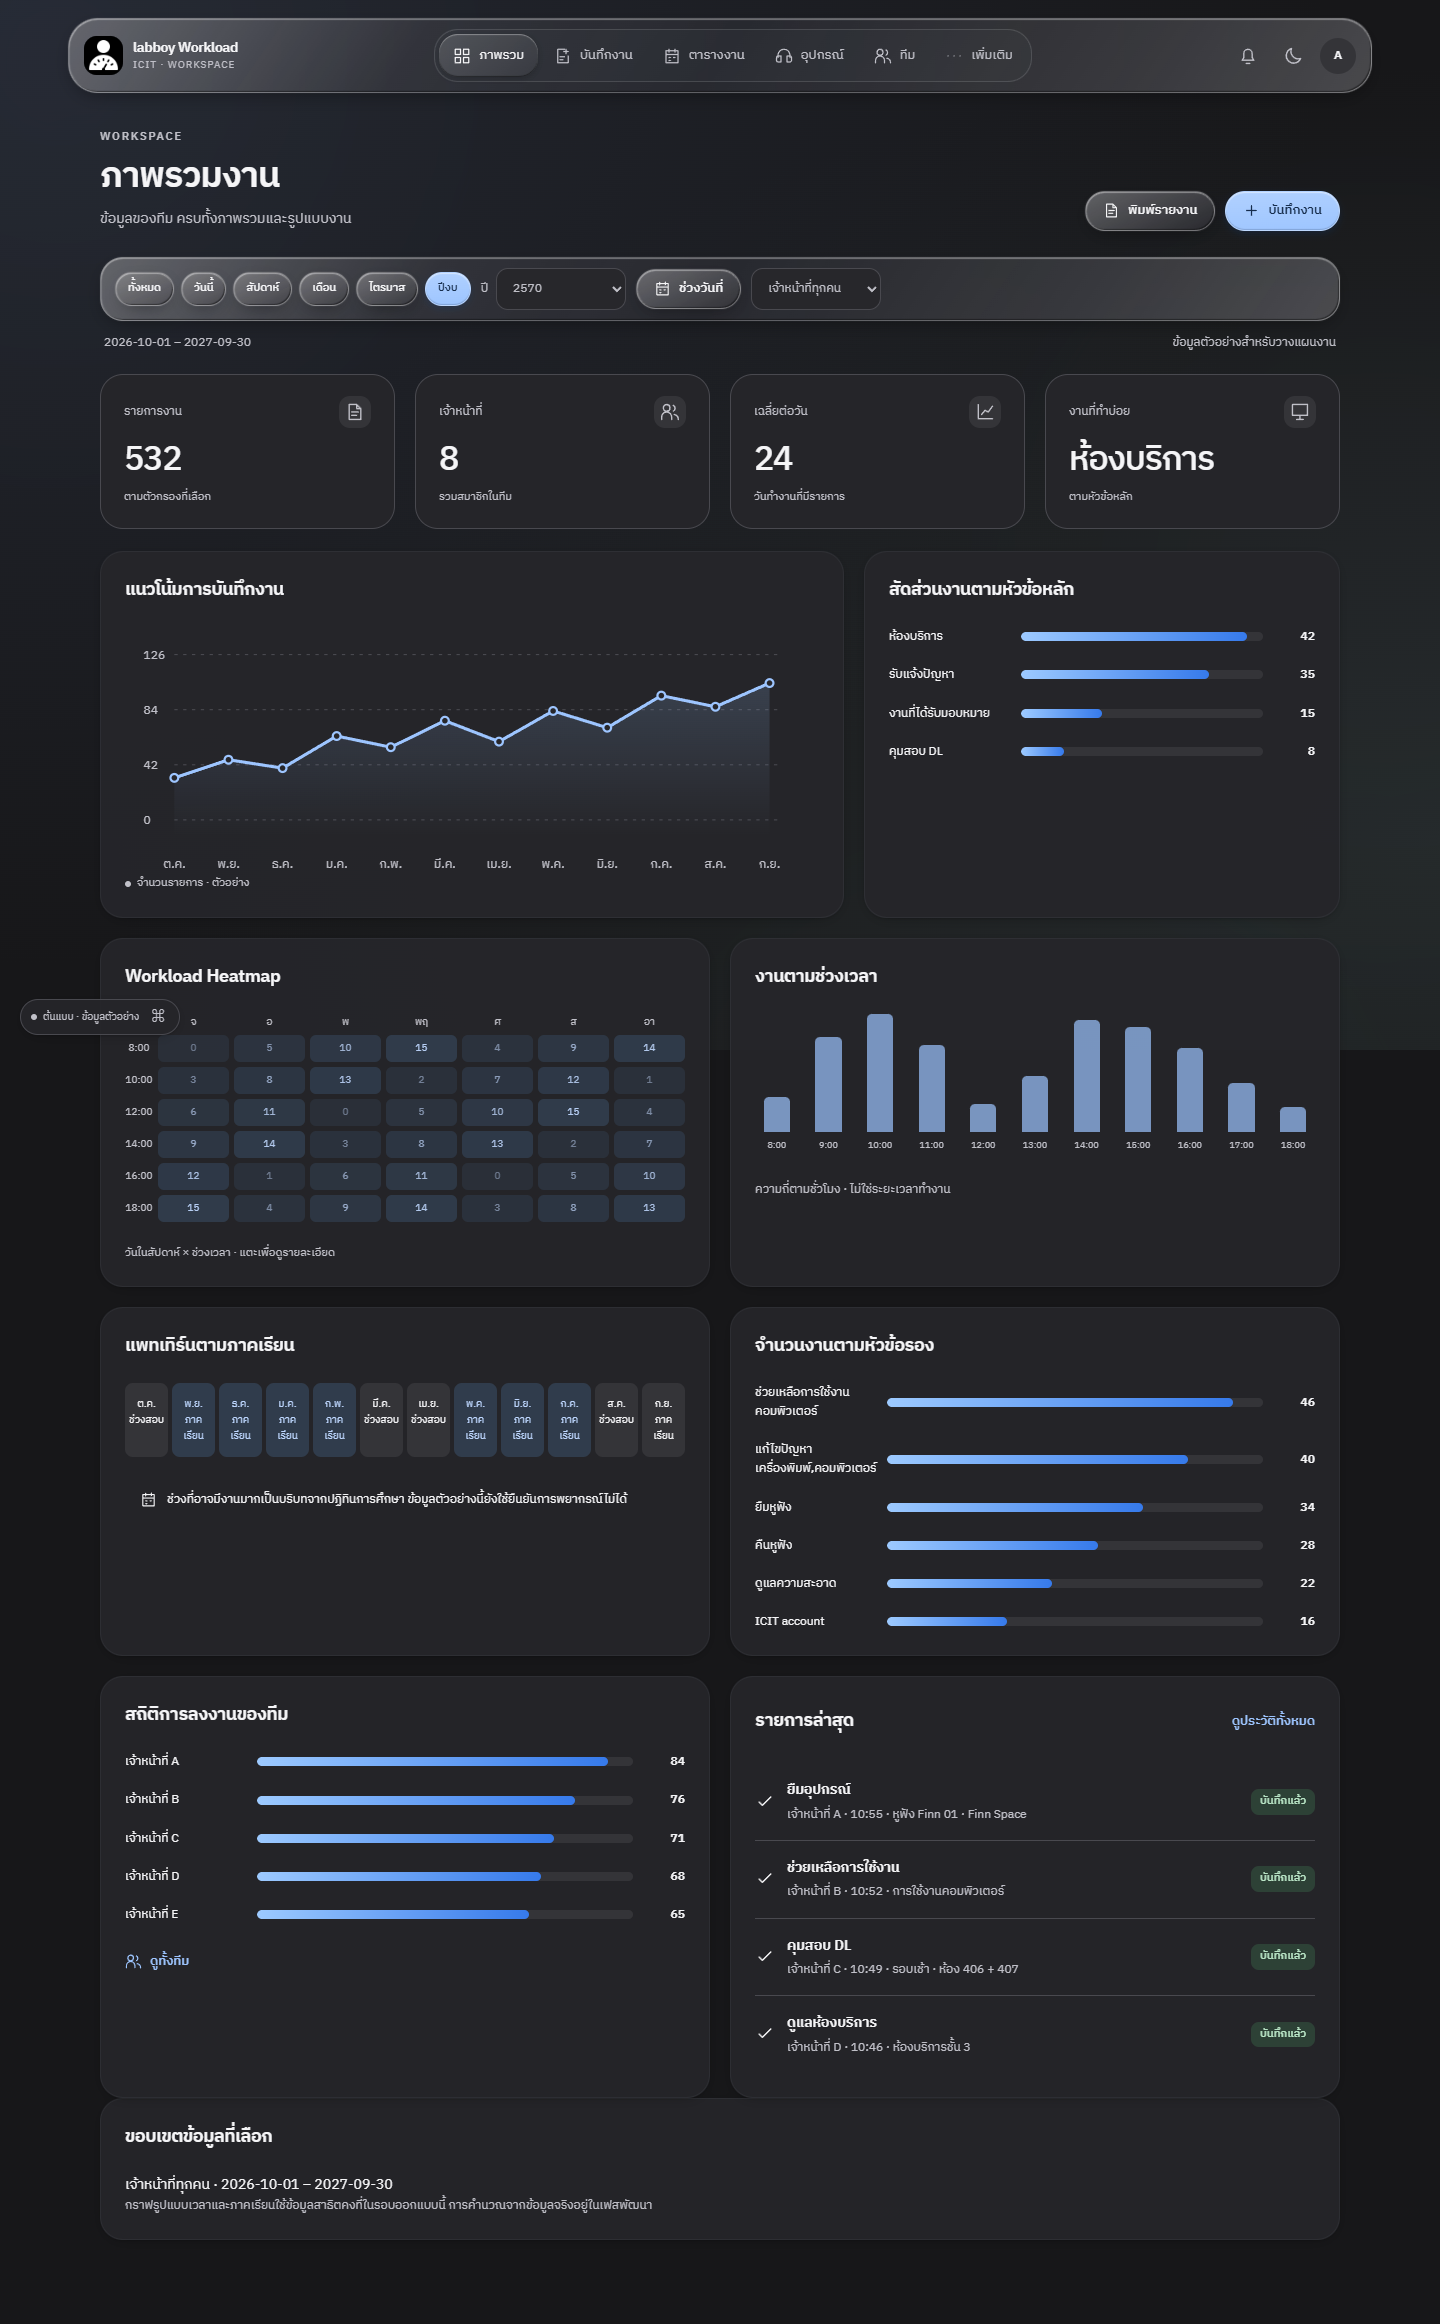 labboy Workload
ICIT · WORKSPACE
ภาพรวม
บันทึกงาน
ตารางงาน
อุปกรณ์
ทีม
··· เพิ่มเติม
A
WORKSPACE
ภาพรวมงาน
ข้อมูลของทีม ครบทั้งภาพรวมและรูปแบบงาน
พิมพ์รายงาน
+ บันทึกงาน
ทั้งหมด
วันนี้
สัปดาห์
เดือน
ไตรมาส
ปีงบ
ปี
2570
ช่วงวันที่
เจ้าหน้าที่ทุกคน
2026-10-01 – 2027-09-30
ข้อมูลตัวอย่างสำหรับวางแผนงาน
รายการงาน
532
ตามตัวกรองที่เลือก
เจ้าหน้าที่
8
รวมสมาชิกในทีม
เฉลี่ยต่อวัน
24
วันทำงานที่มีรายการ
งานที่ทำบ่อย
ห้องบริการ
ตามหัวข้อหลัก
แนวโน้มการบันทึกงาน
126
84
42
0
ต.ค. พ.ย. ธ.ค. ม.ค. ก.พ. มี.ค. เม.ย. พ.ค. มิ.ย. ก.ค. ส.ค. ก.ย.
จำนวนรายการ · ตัวอย่าง
สัดส่วนงานตามหัวข้อหลัก
ห้องบริการ 42
รับแจ้งปัญหา 35
งานที่ได้รับมอบหมาย 15
คุมสอบ DL 8
Workload Heatmap
ต้นแบบ · ข้อมูลตัวอย่าง ⌘
จ อ พ พฤ ศ ส อา
8:00 0 5 10 15 4 9 14
10:00 3 8 13 2 7 12 1
12:00 6 11 0 5 10 15 4
14:00 9 14 3 8 13 2 7
16:00 12 1 6 11 0 5 10
18:00 15 4 9 14 3 8 13
วันในสัปดาห์ × ช่วงเวลา · แตะเพื่อดูรายละเอียด
งานตามช่วงเวลา
8:00 9:00 10:00 11:00 12:00 13:00 14:00 15:00 16:00 17:00 18:00
ความถี่ตามชั่วโมง · ไม่ใช่ระยะเวลาทำงาน
แพทเทิร์นตามภาคเรียน
ต.ค. ช่วงสอบ
พ.ย. ภาค เรียน
ธ.ค. ภาค เรียน
ม.ค. ภาค เรียน
ก.พ. ภาค เรียน
มี.ค. ช่วงสอบ
เม.ย. ช่วงสอบ
พ.ค. ภาค เรียน
มิ.ย. ภาค เรียน
ก.ค. ภาค เรียน
ส.ค. ช่วงสอบ
ก.ย. ภาค เรียน
ช่วงที่อาจมีงานมากเป็นบริบทจากปฏิทินการศึกษา ข้อมูลตัวอย่างนี้ยังใช้ยืนยันการพยากรณ์ไม่ได้
จำนวนงานตามหัวข้อรอง
ช่วยเหลือการใช้งาน
คอมพิวเตอร์ 46
แก้ไขปัญหา
เครื่องพิมพ์,คอมพิวเตอร์ 40
ยืมหูฟัง 34
คืนหูฟัง 28
ดูแลความสะอาด 22
ICIT account 16
สถิติการลงงานของทีม
เจ้าหน้าที่ A 84
เจ้าหน้าที่ B 76
เจ้าหน้าที่ C 71
เจ้าหน้าที่ D 68
เจ้าหน้าที่ E 65
ดูทั้งทีม
รายการล่าสุด
ดูประวัติทั้งหมด
ยืมอุปกรณ์
เจ้าหน้าที่ A · 10:55 · หูฟัง Finn 01 · Finn Space
บันทึกแล้ว
ช่วยเหลือการใช้งาน
เจ้าหน้าที่ B · 10:52 · การใช้งานคอมพิวเตอร์
บันทึกแล้ว
คุมสอบ DL
เจ้าหน้าที่ C · 10:49 · รอบเช้า · ห้อง 406 + 407
บันทึกแล้ว
ดูแลห้องบริการ
เจ้าหน้าที่ D · 10:46 · ห้องบริการชั้น 3
บันทึกแล้ว
ขอบเขตข้อมูลที่เลือก
เจ้าหน้าที่ทุกคน · 2026-10-01 – 2027-09-30
กราฟรูปแบบเวลาและภาคเรียนใช้ข้อมูลสาธิตคงที่ในรอบออกแบบนี้ การคำนวณจากข้อมูลจริงอยู่ในเฟสพัฒนา